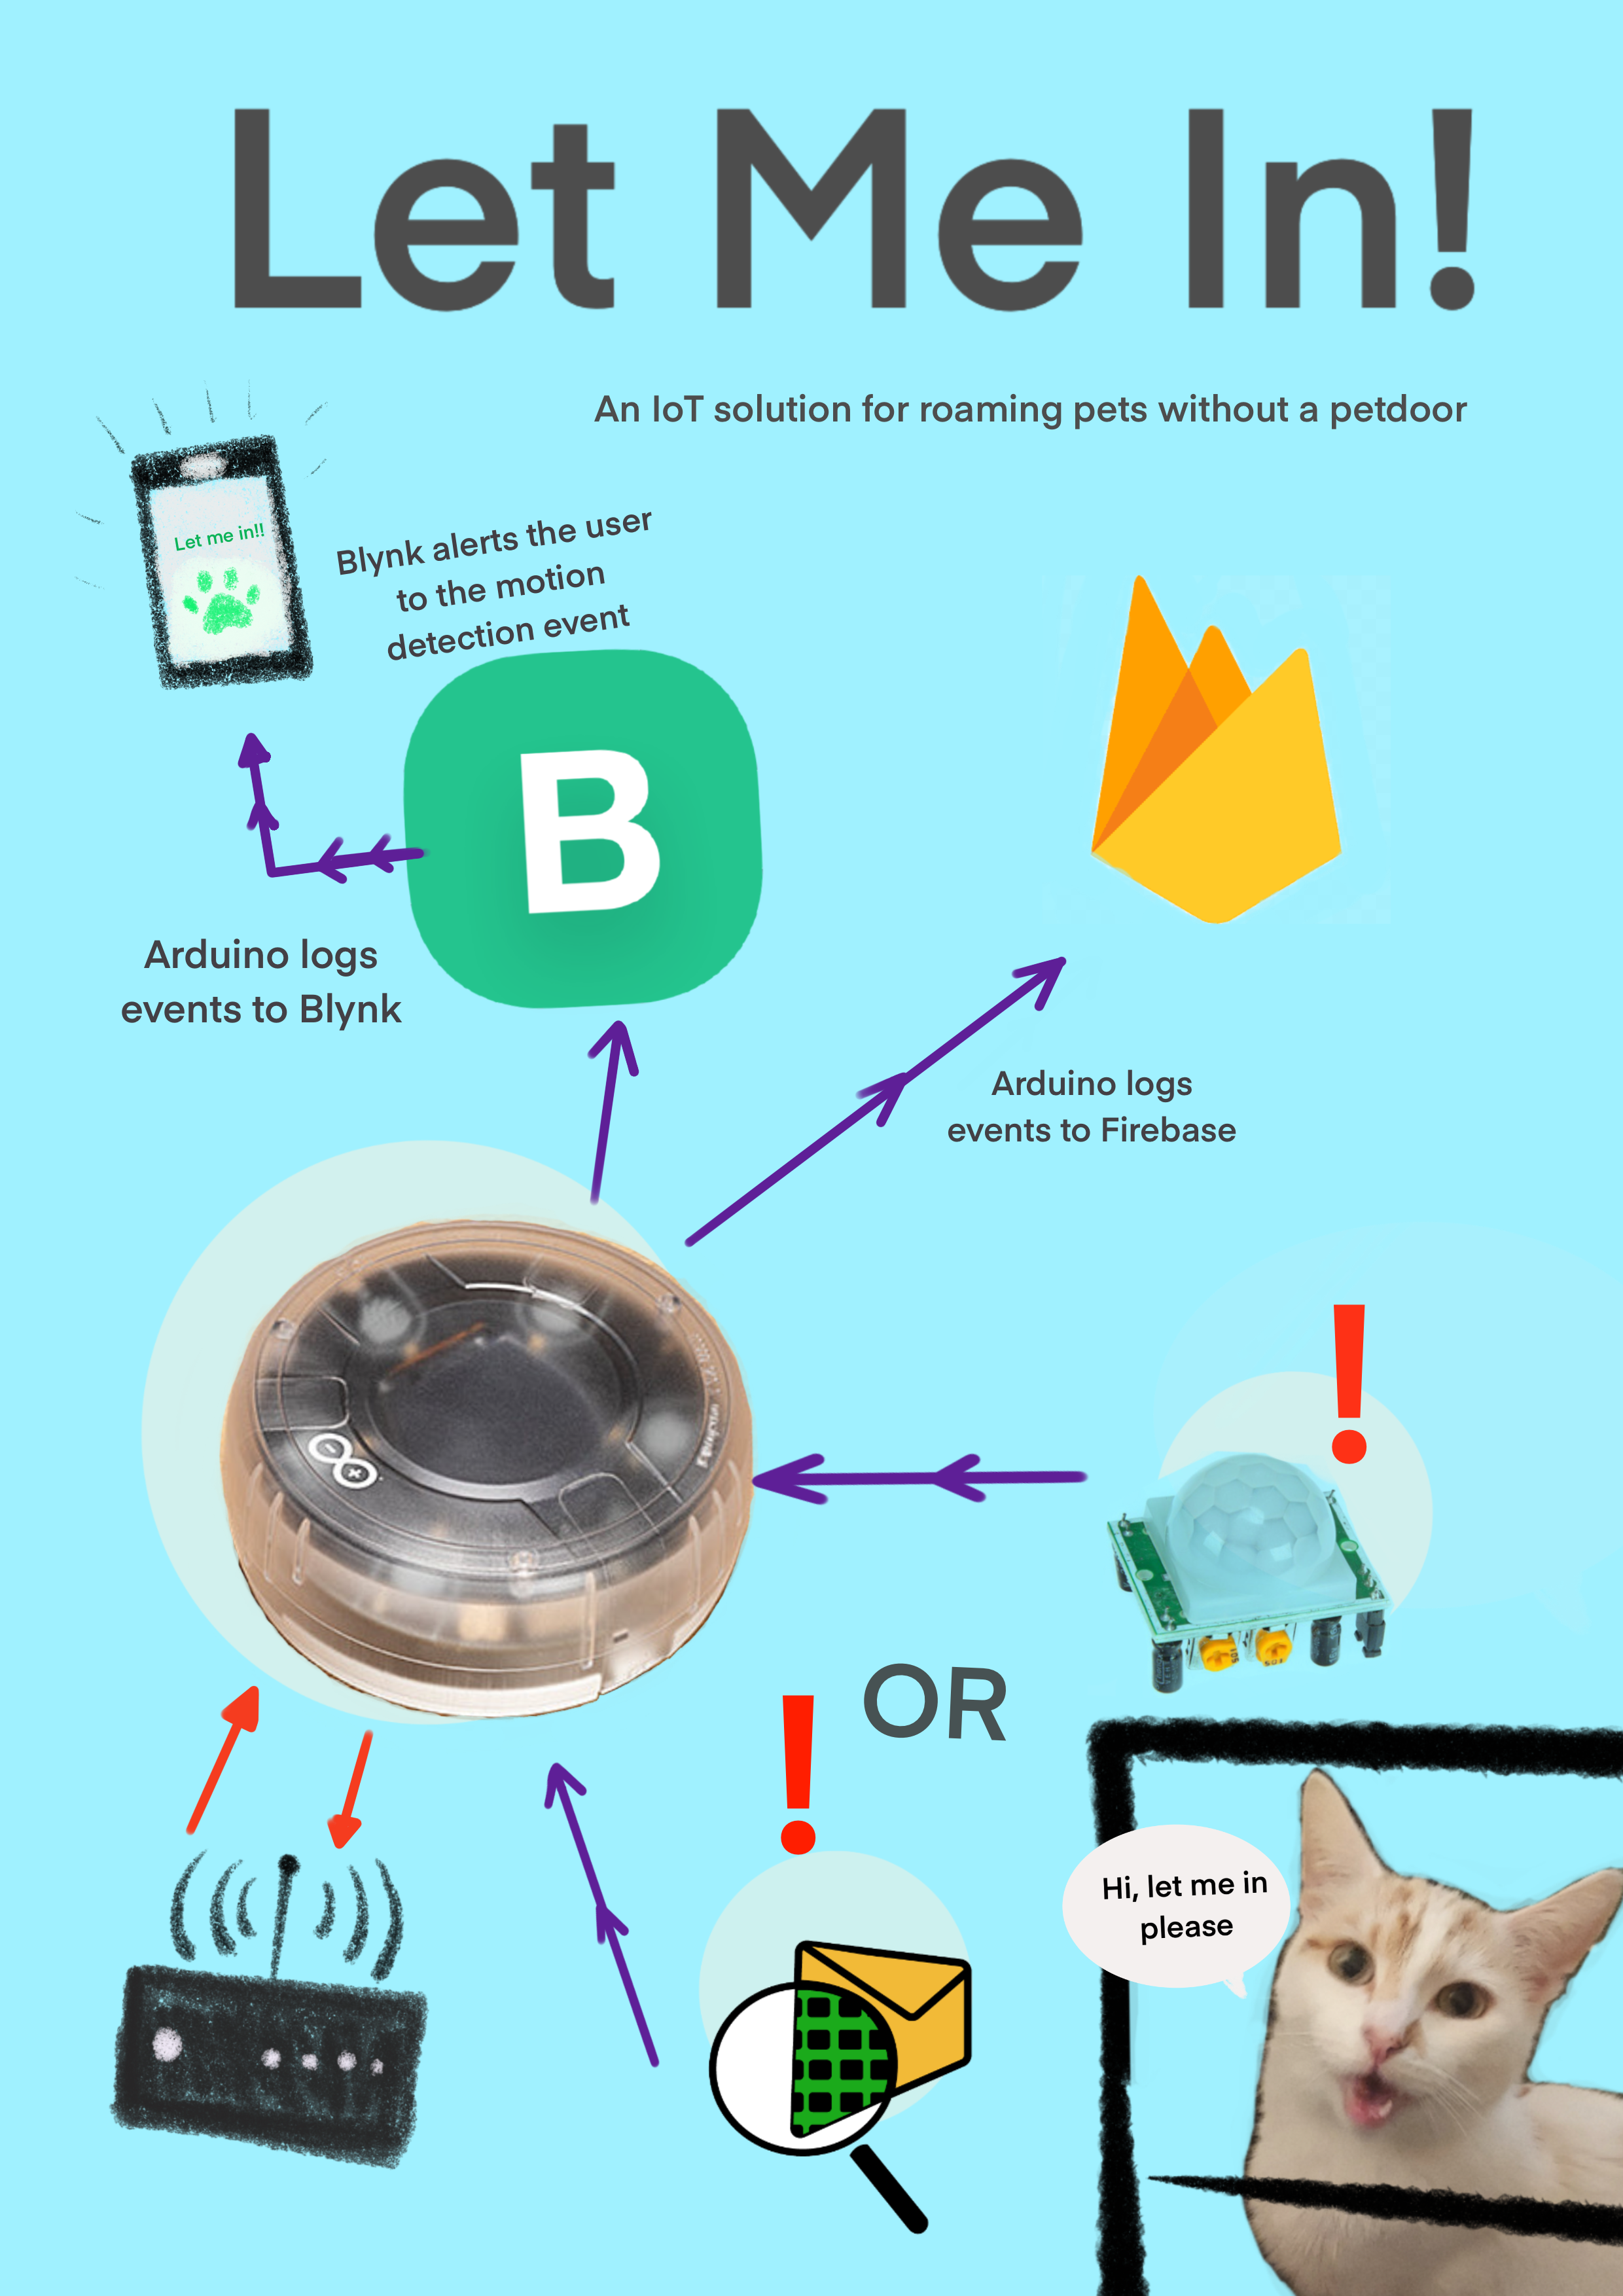 Let Me In!
An IoT solution for roaming pets without a petdoor
Let me in!!
Blynk alerts the user
to the motion
detection event
B
Arduino logs
events to Blynk
Arduino logs
events to Firebase
!
OR
!
Hi, let me in
please